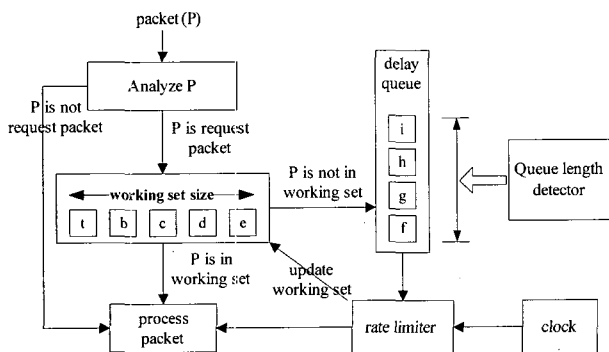 packet (P)
Analyze P
P is not
request packet
P is request
packet
working set size
t b c d e
P is not in
working set
delay
queue
i
h
g
f
Queue length
detector
P is in
working set
update
working set
process
packet
rate limiter
clock